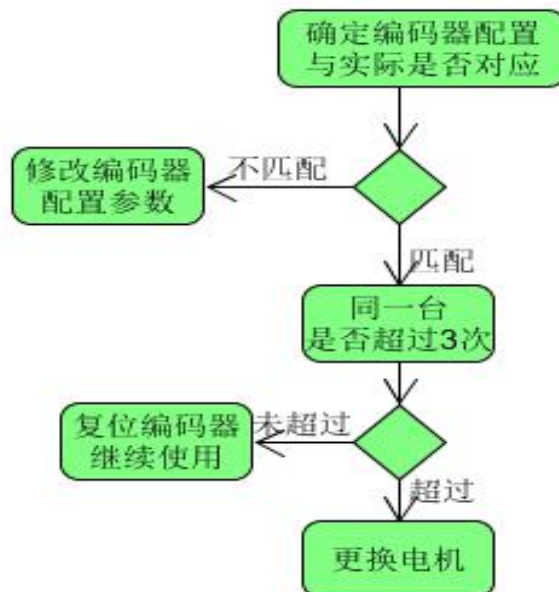 确定编码器配置
与实际是否对应
不匹配
修改编码器
配置参数
匹配
同一台
是否超过3次
未超过
复位编码器
继续使用
超过
更换电机